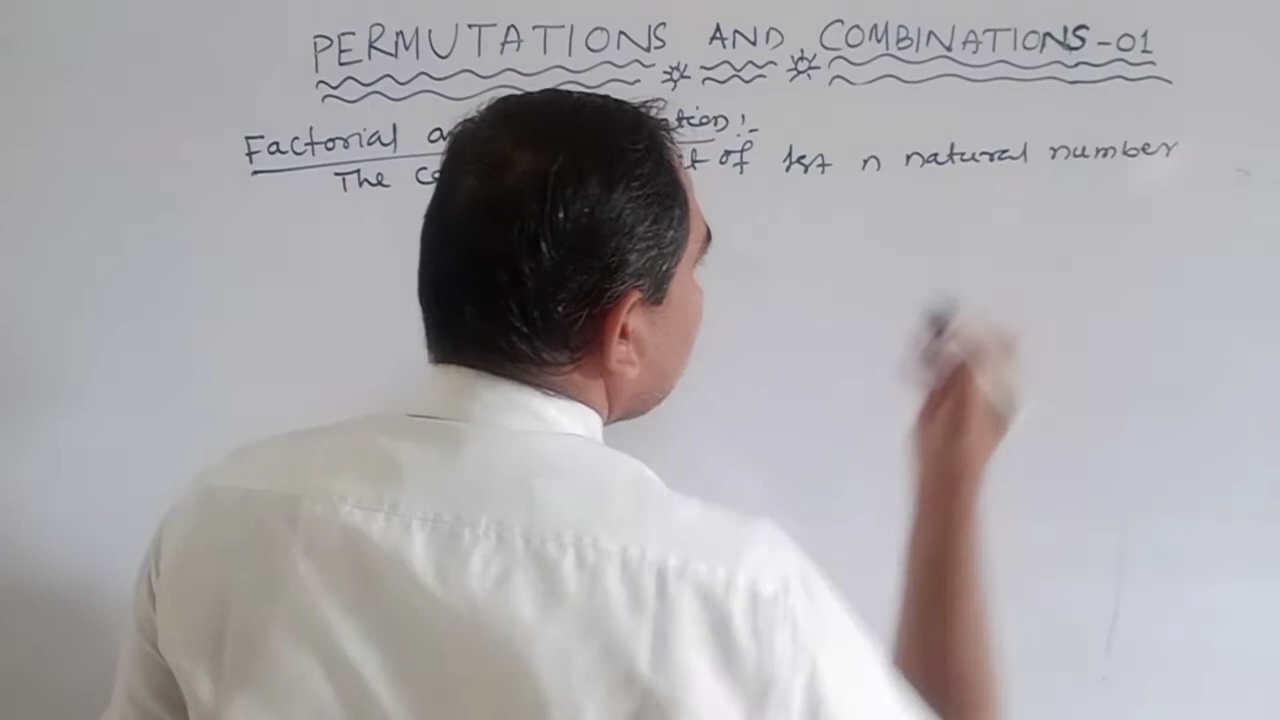 PERMUTATIONS AND COMBINATIONS-01
Factorial
The of 1st n natural number